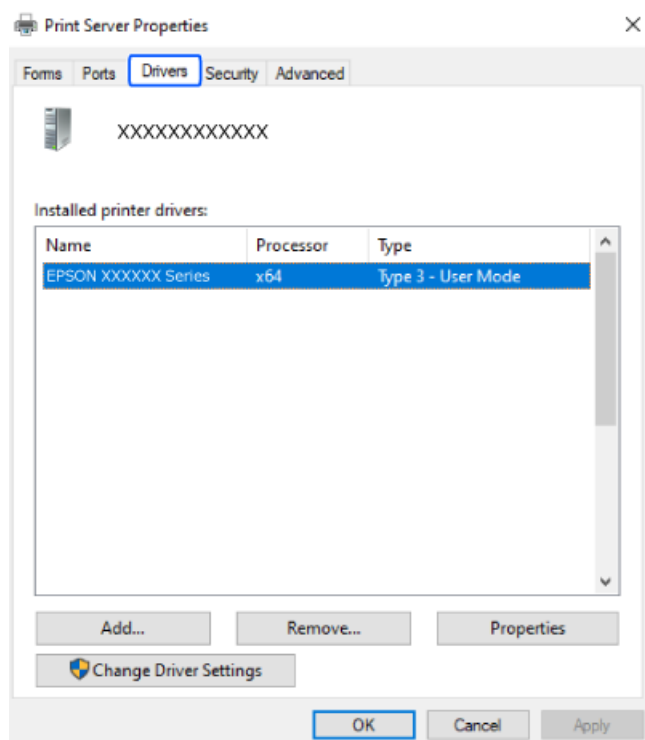 Print Server Properties
Forms Ports Drivers Security Advanced
XXXXXXXXXXXX
Installed printer drivers:
Name Processor Type
EPSON XXXXXX Series x64 Type 3 - User Mode
Add... Remove... Properties
Change Driver Settings
OK Cancel Apply